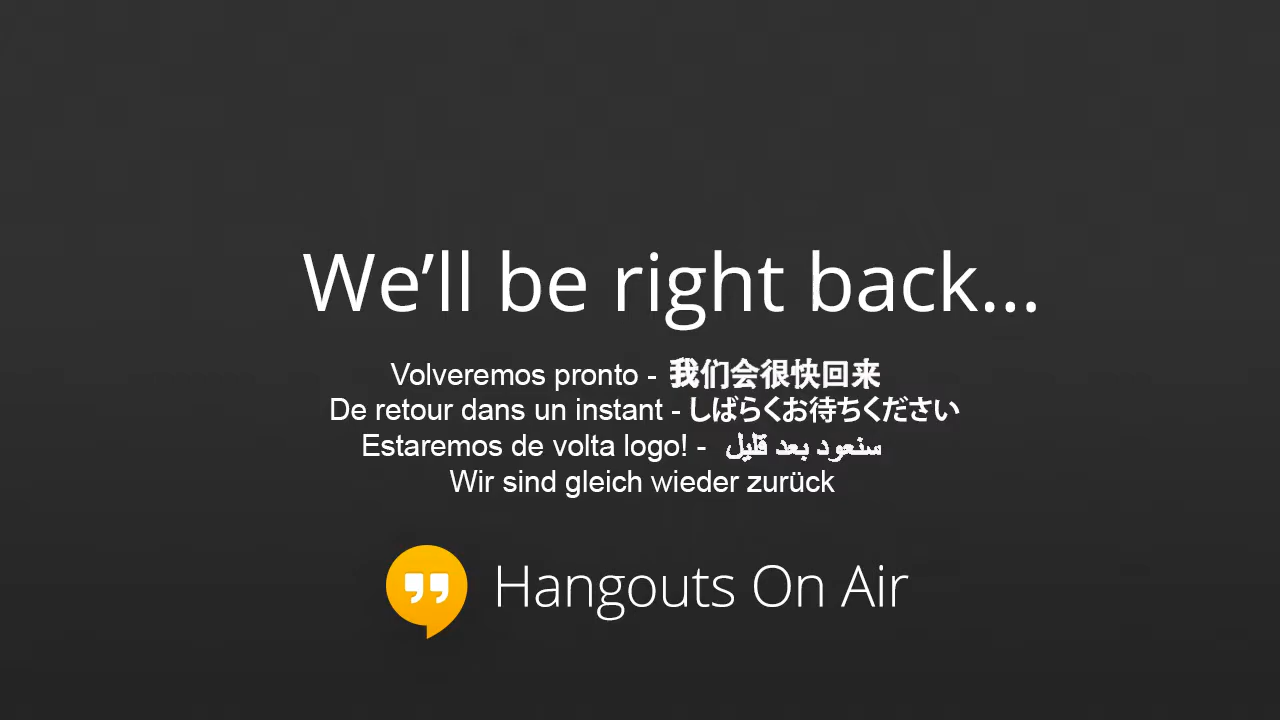 We’ll be right back...
Volveremos pronto - 我们会很快回来
De retour dans un instant - しばらくお待ちください
Estaremos de volta logo! - سنعود بعد قليل
Wir sind gleich wieder zurück
Hangouts On Air